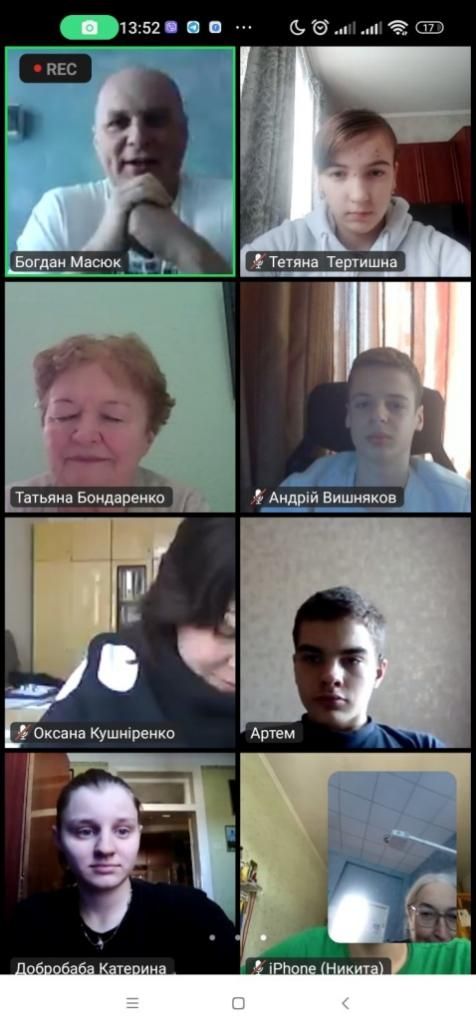 13:52
17
REC
Богдан Масюк
Тетяна Тертишна
Татьяна Бондаренко
Андрій Вишняков
Оксана Кушніренко
Артем
Добробаба Катерина
iPhone (Никита)